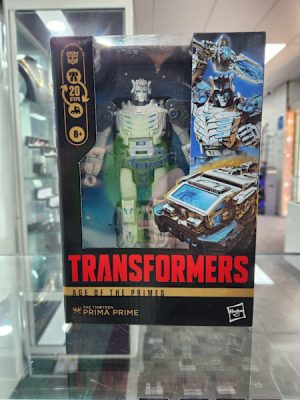 20
STEPS
8+
TRANSFORMERS
AGE OF THE PRIMES
THE THIRTEEN
PRIMA PRIME
Hasbro